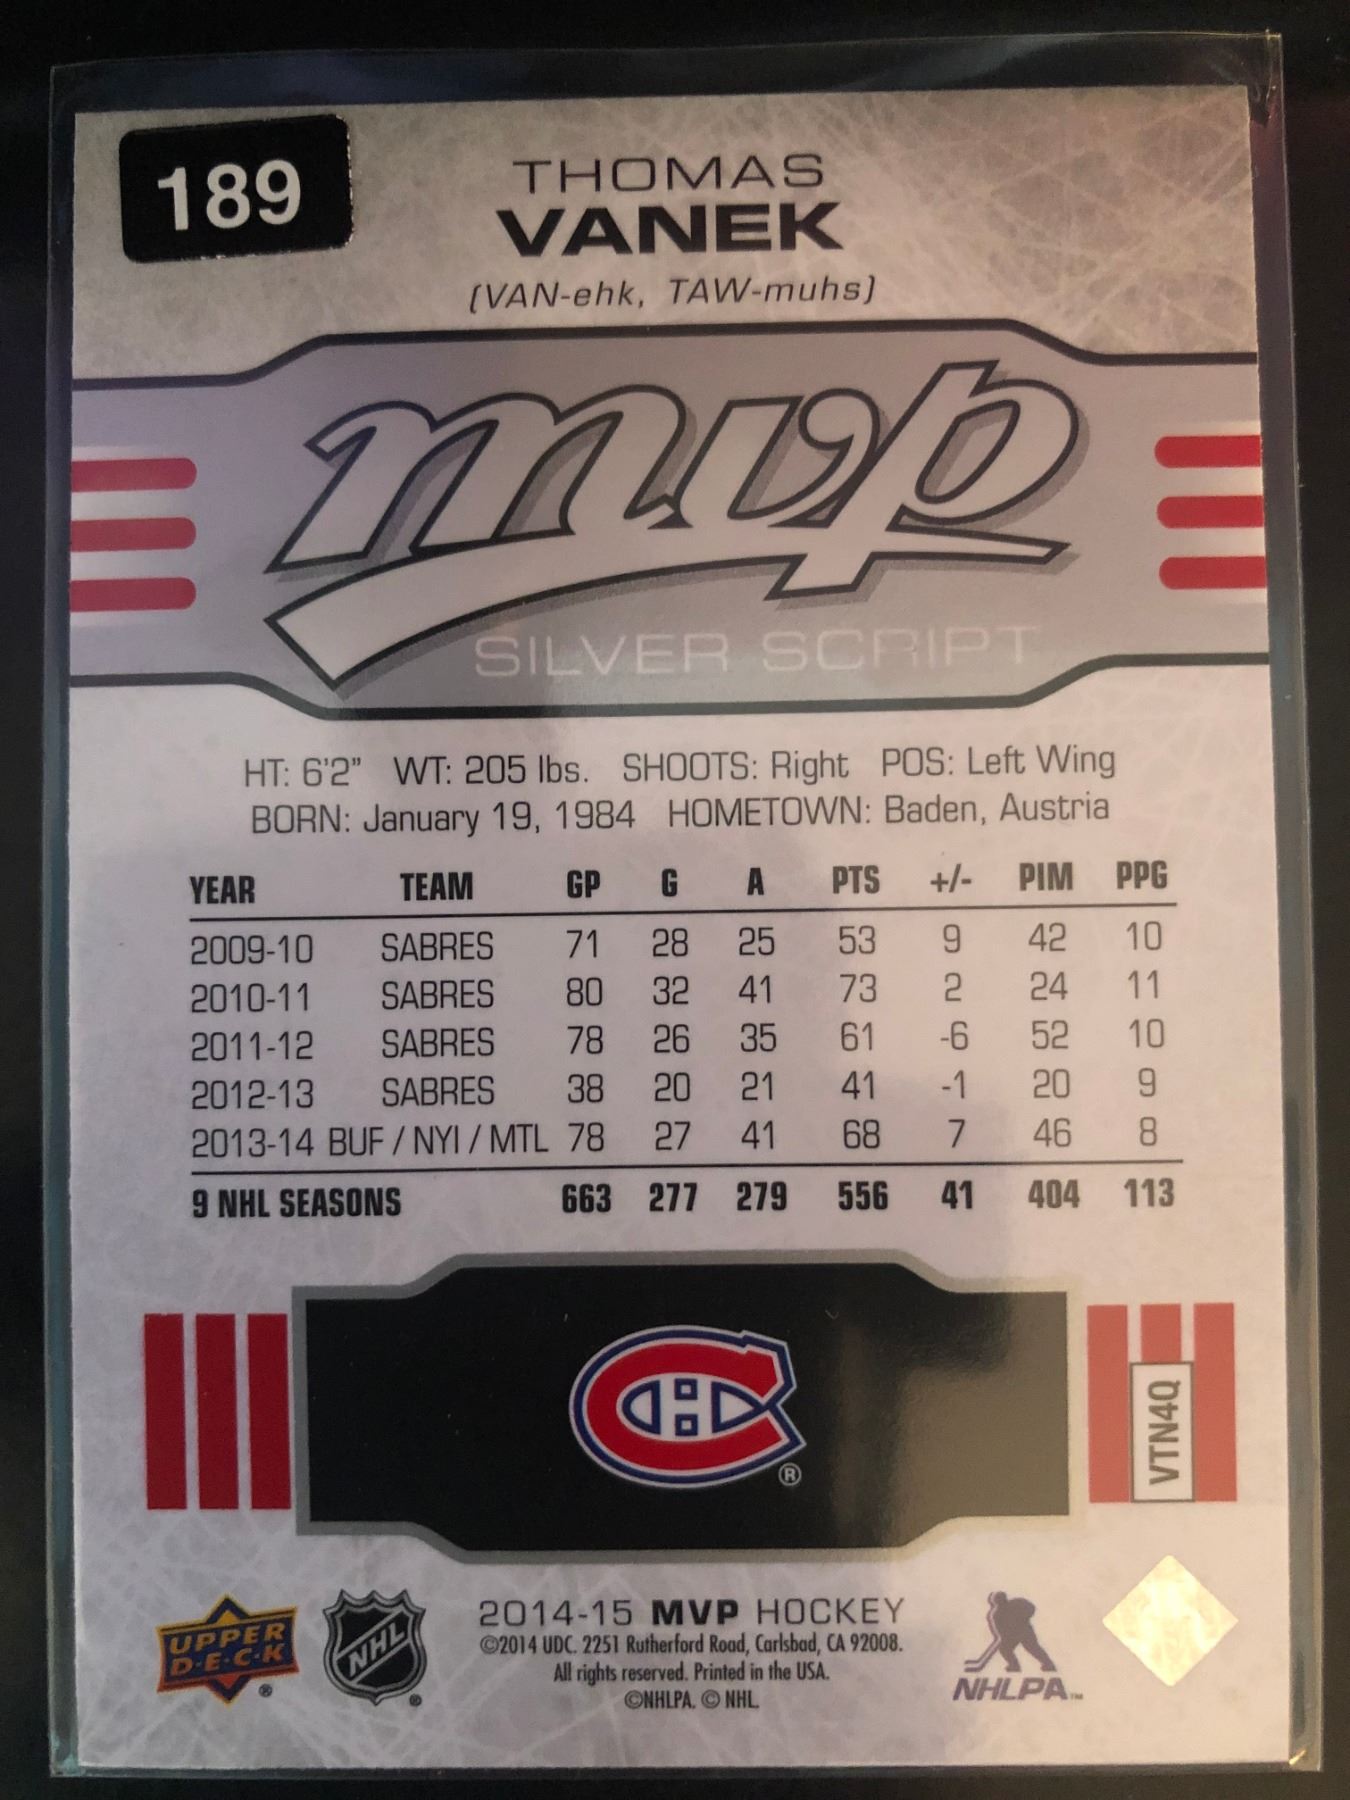 189
THOMAS
VANEK
(VAN-ehk, TAW-muhs)
mvp
SILVER SCRIPT
HT: 6'2" WT: 205 lbs. SHOOTS: Right POS: Left Wing
BORN: January 19, 1984 HOMETOWN: Baden, Austria
YEAR TEAM GP G A PTS +/- PIM PPG
2009-10 SABRES 71 28 25 53 9 42 10
2010-11 SABRES 80 32 41 73 2 24 11
2011-12 SABRES 78 26 35 61 -6 52 10
2012-13 SABRES 38 20 21 41 -1 20 9
2013-14 BUF / NYI / MTL 78 27 41 68 7 46 8
9 NHL SEASONS 663 277 279 556 41 404 113
CH ®
VTN4Q
UPPER
D·E·C·K ®
NHL ®
2014-15 MVP HOCKEY
©2014 UDC. 2251 Rutherford Road, Carlsbad, CA 92008.
All rights reserved. Printed in the USA.
©NHLPA. © NHL.
NHLPA™